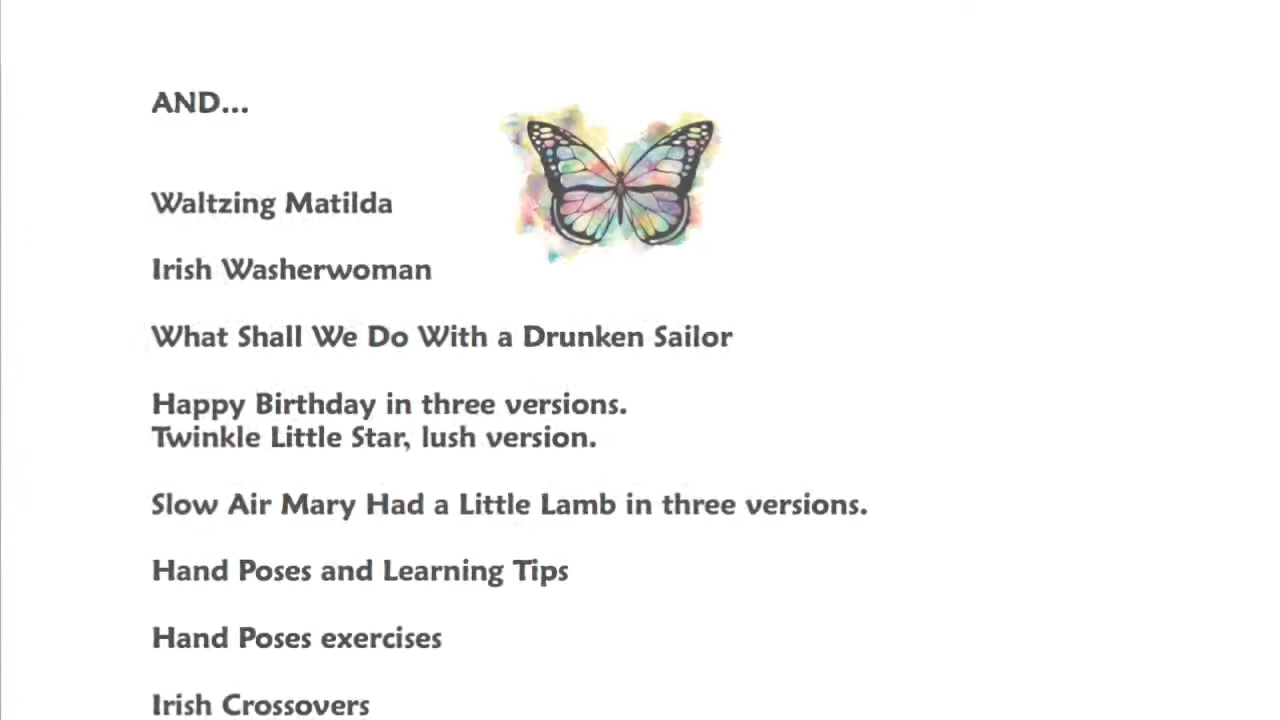 AND...
Waltzing Matilda
Irish Washerwoman
What Shall We Do With a Drunken Sailor
Happy Birthday in three versions.
Twinkle Little Star, lush version.
Slow Air Mary Had a Little Lamb in three versions.
Hand Poses and Learning Tips
Hand Poses exercises
Irish Crossovers